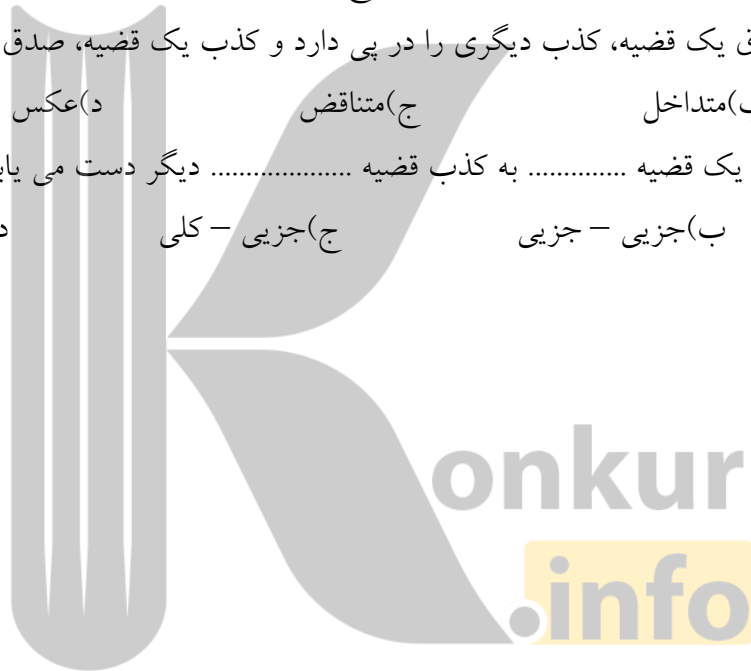 یک قضیه، کذب دیگری را در پی دارد و کذب یک قضیه، صدق
ب)متداخل ج)متناقض د)عکس
یک قضیه .............. به کذب قضیه .................... دیگر دست می
ب)جزیی – جزیی ج)جزیی – کلی
onkur
.info